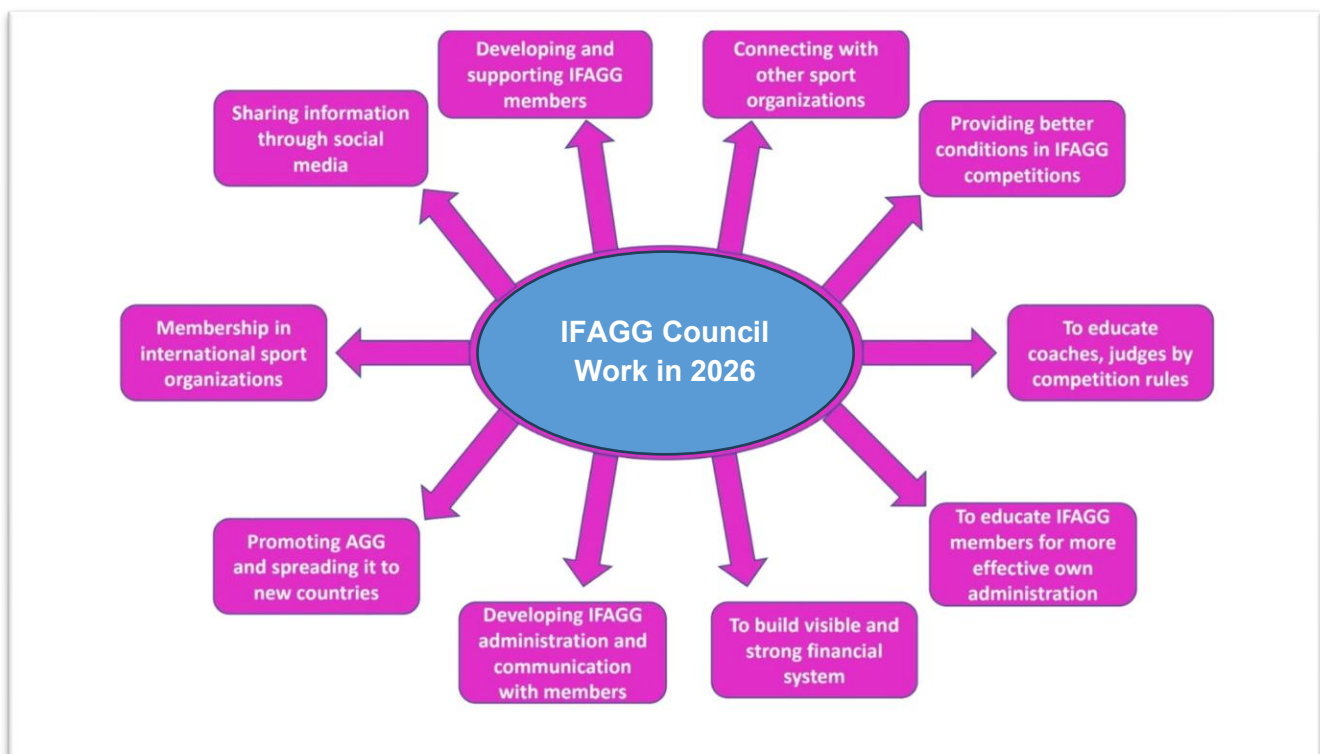 Developing and
supporting IFAGG
members
Connecting with
other sport
organizations
Sharing information
through social
media
Providing better
conditions in IFAGG
competitions
IFAGG Council
Work in 2026
Membership in
international sport
organizations
To educate
coaches, judges by
competition rules
Promoting AGG
and spreading it to
new countries
To educate IFAGG
members for more
effective own
administration
Developing IFAGG
administration and
communication
with members
To build visible and
strong financial
system